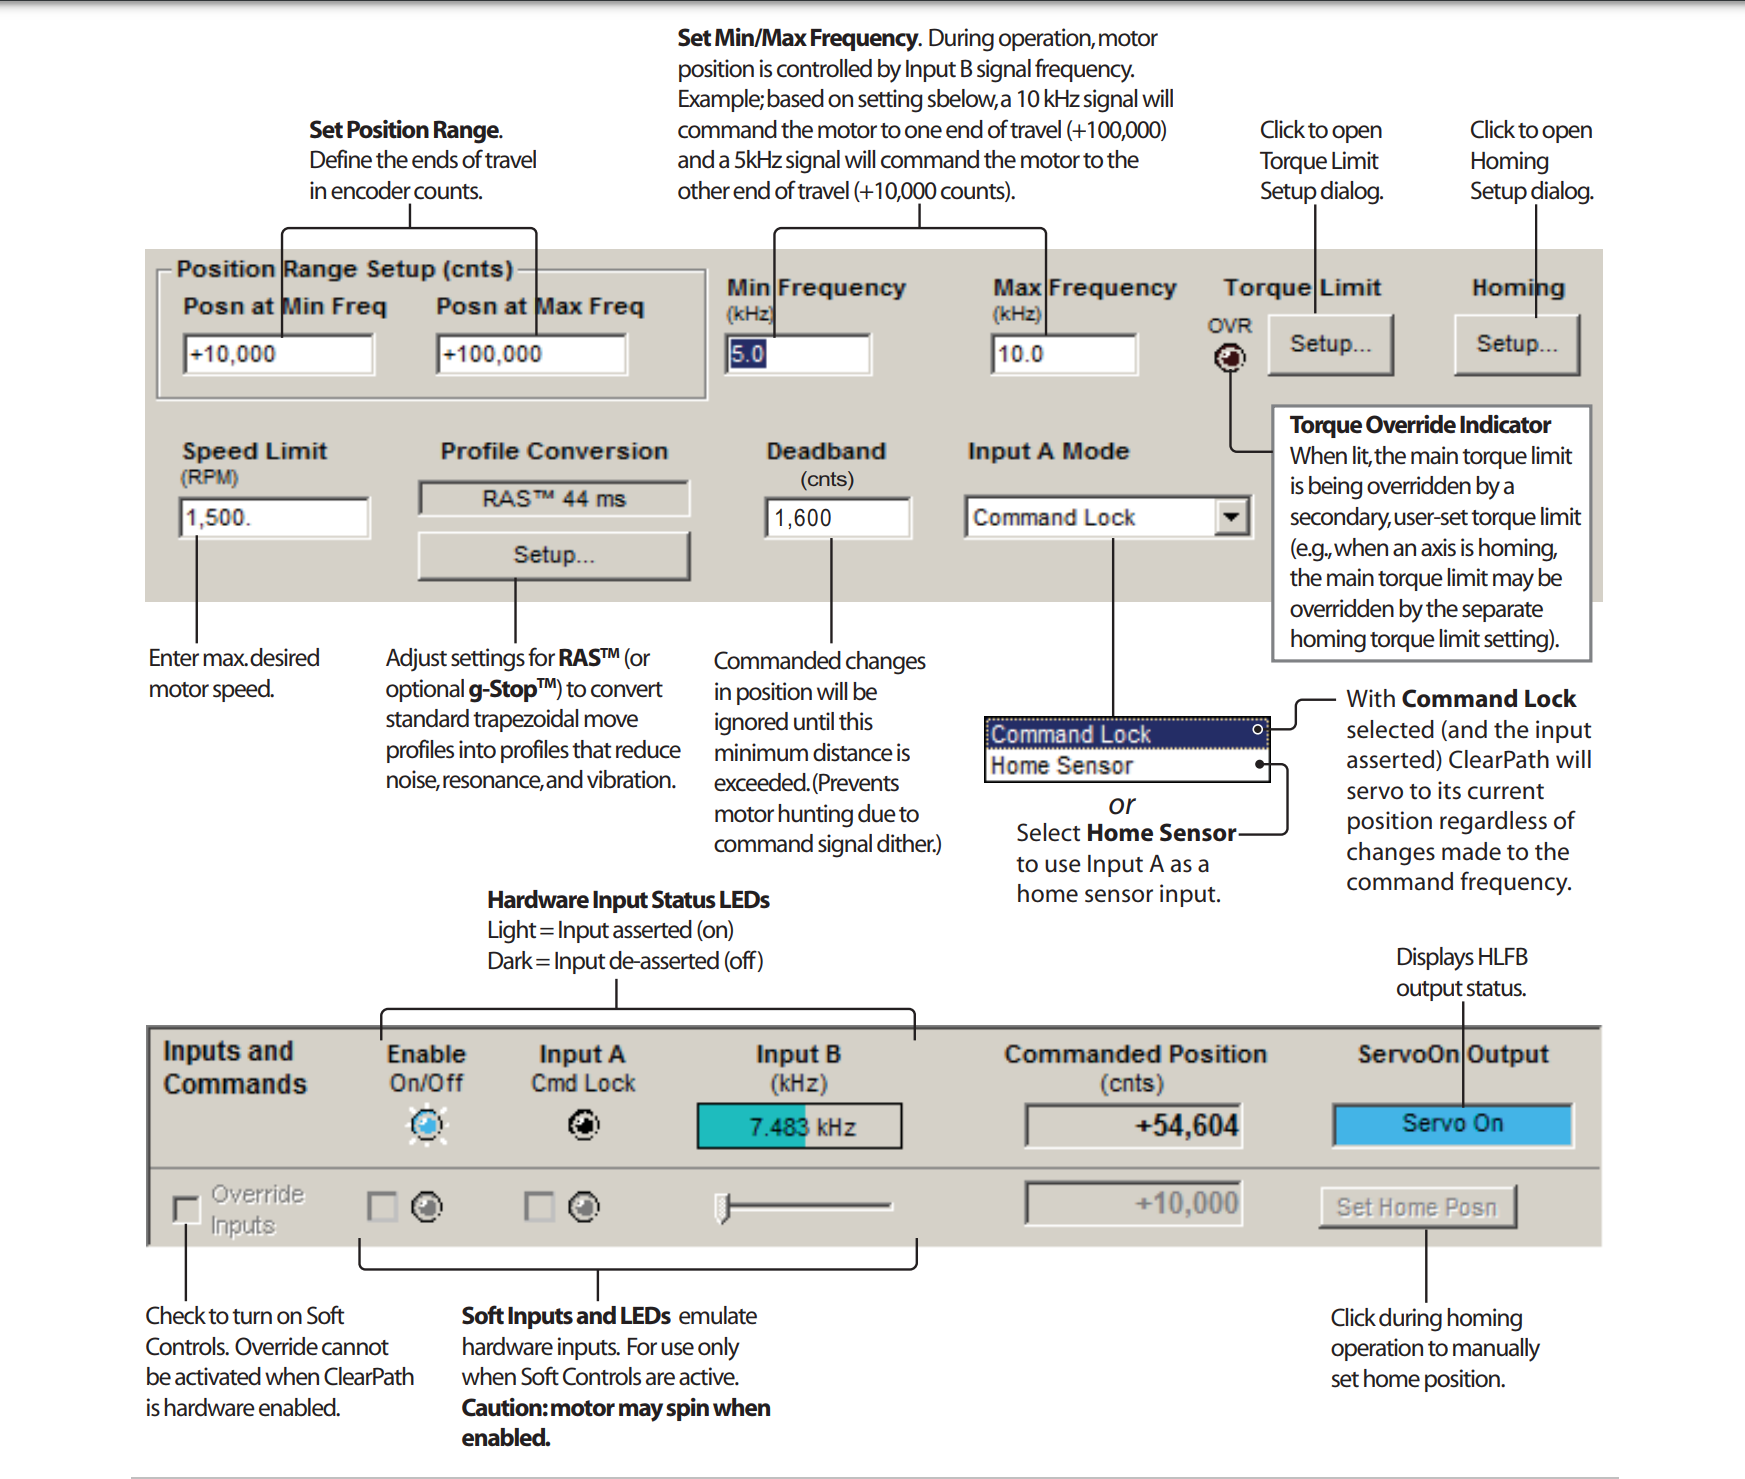 Set Min/Max Frequency. During operation, motor
position is controlled by Input B signal frequency.
Example; based on setting sbelow, a 10 kHz signal will
command the motor to one end of travel (+100,000)
and a 5kHz signal will command the motor to the
other end of travel (+10,000 counts).
Set Position Range.
Define the ends of travel
in encoder counts.
Click to open
Torque Limit
Setup dialog.
Click to open
Homing
Setup dialog.
Position Range Setup (cnts)
Posn at Min Freq
Posn at Max Freq
+10,000
+100,000
Min Frequency
(kHz)
5.0
Max Frequency
(kHz)
10.0
Torque Limit
OVR
Setup...
Homing
Setup...
Speed Limit
(RPM)
1,500.
Profile Conversion
RAS™ 44 ms
Setup...
Deadband
(cnts)
1,600
Input A Mode
Command Lock
Torque Override Indicator
When lit, the main torque limit
is being overridden by a
secondary, user-set torque limit
(e.g., when an axis is homing,
the main torque limit may be
overridden by the separate
homing torque limit setting).
Enter max. desired
motor speed.
Adjust settings for RAS™ (or
optional g-Stop™) to convert
standard trapezoidal move
profiles into profiles that reduce
noise, resonance, and vibration.
Commanded changes
in position will be
ignored until this
minimum distance is
exceeded. (Prevents
motor hunting due to
command signal dither.)
Command Lock
Home Sensor
or
Select Home Sensor
to use Input A as a
home sensor input.
With Command Lock
selected (and the input
asserted) ClearPath will
servo to its current
position regardless of
changes made to the
command frequency.
Hardware Input Status LEDs
Light = Input asserted (on)
Dark = Input de-asserted (off)
Displays HLFB
output status.
Inputs and
Commands
Enable
On/Off
Input A
Cmd Lock
Input B
(kHz)
7.483 kHz
Commanded Position
(cnts)
+54,604
ServoOn Output
Servo On
Override
Inputs
+10,000
Set Home Posn
Check to turn on Soft
Controls. Override cannot
be activated when ClearPath
is hardware enabled.
Soft Inputs and LEDs emulate
hardware inputs. For use only
when Soft Controls are active.
Caution: motor may spin when
enabled.
Click during homing
operation to manually
set home position.